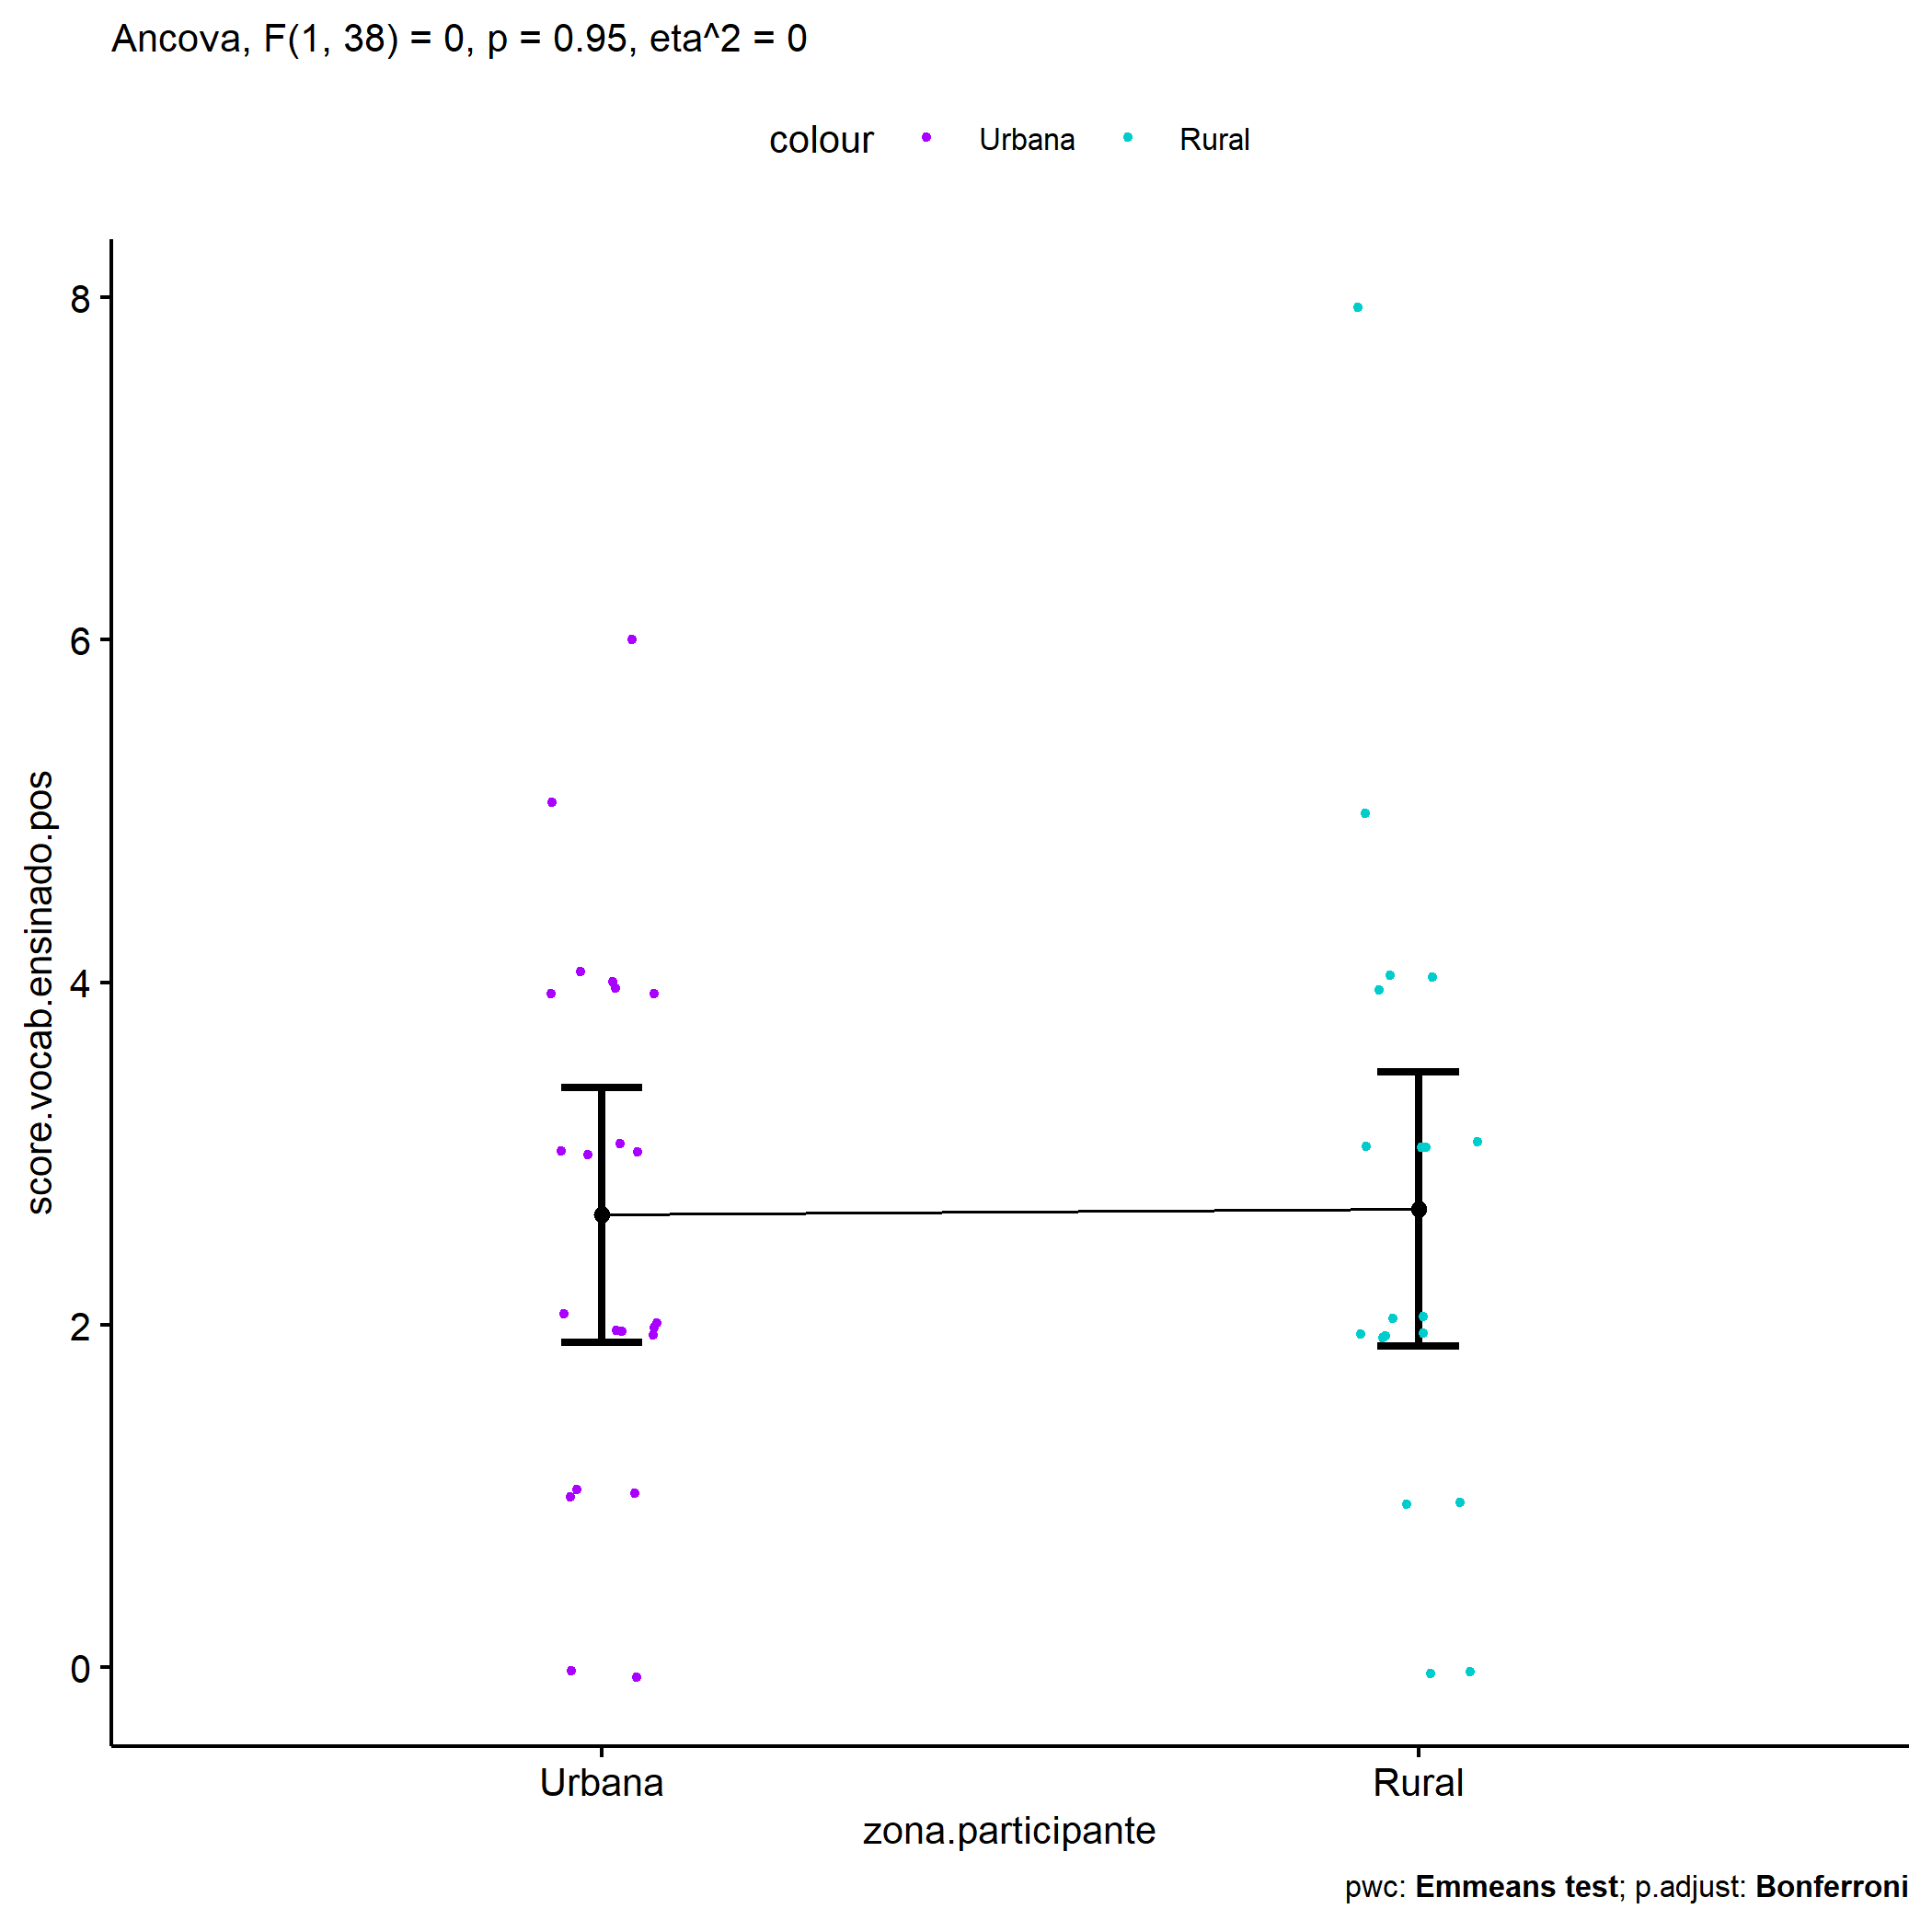 Ancova, F(1, 38) = 0, p = 0.95, eta^2 = 0
colour Urbana Rural
score.vocab.ensinado.pos
8
6
4
2
0
Urbana Rural
zona.participante
pwc: Emmeans test; p.adjust: Bonferroni